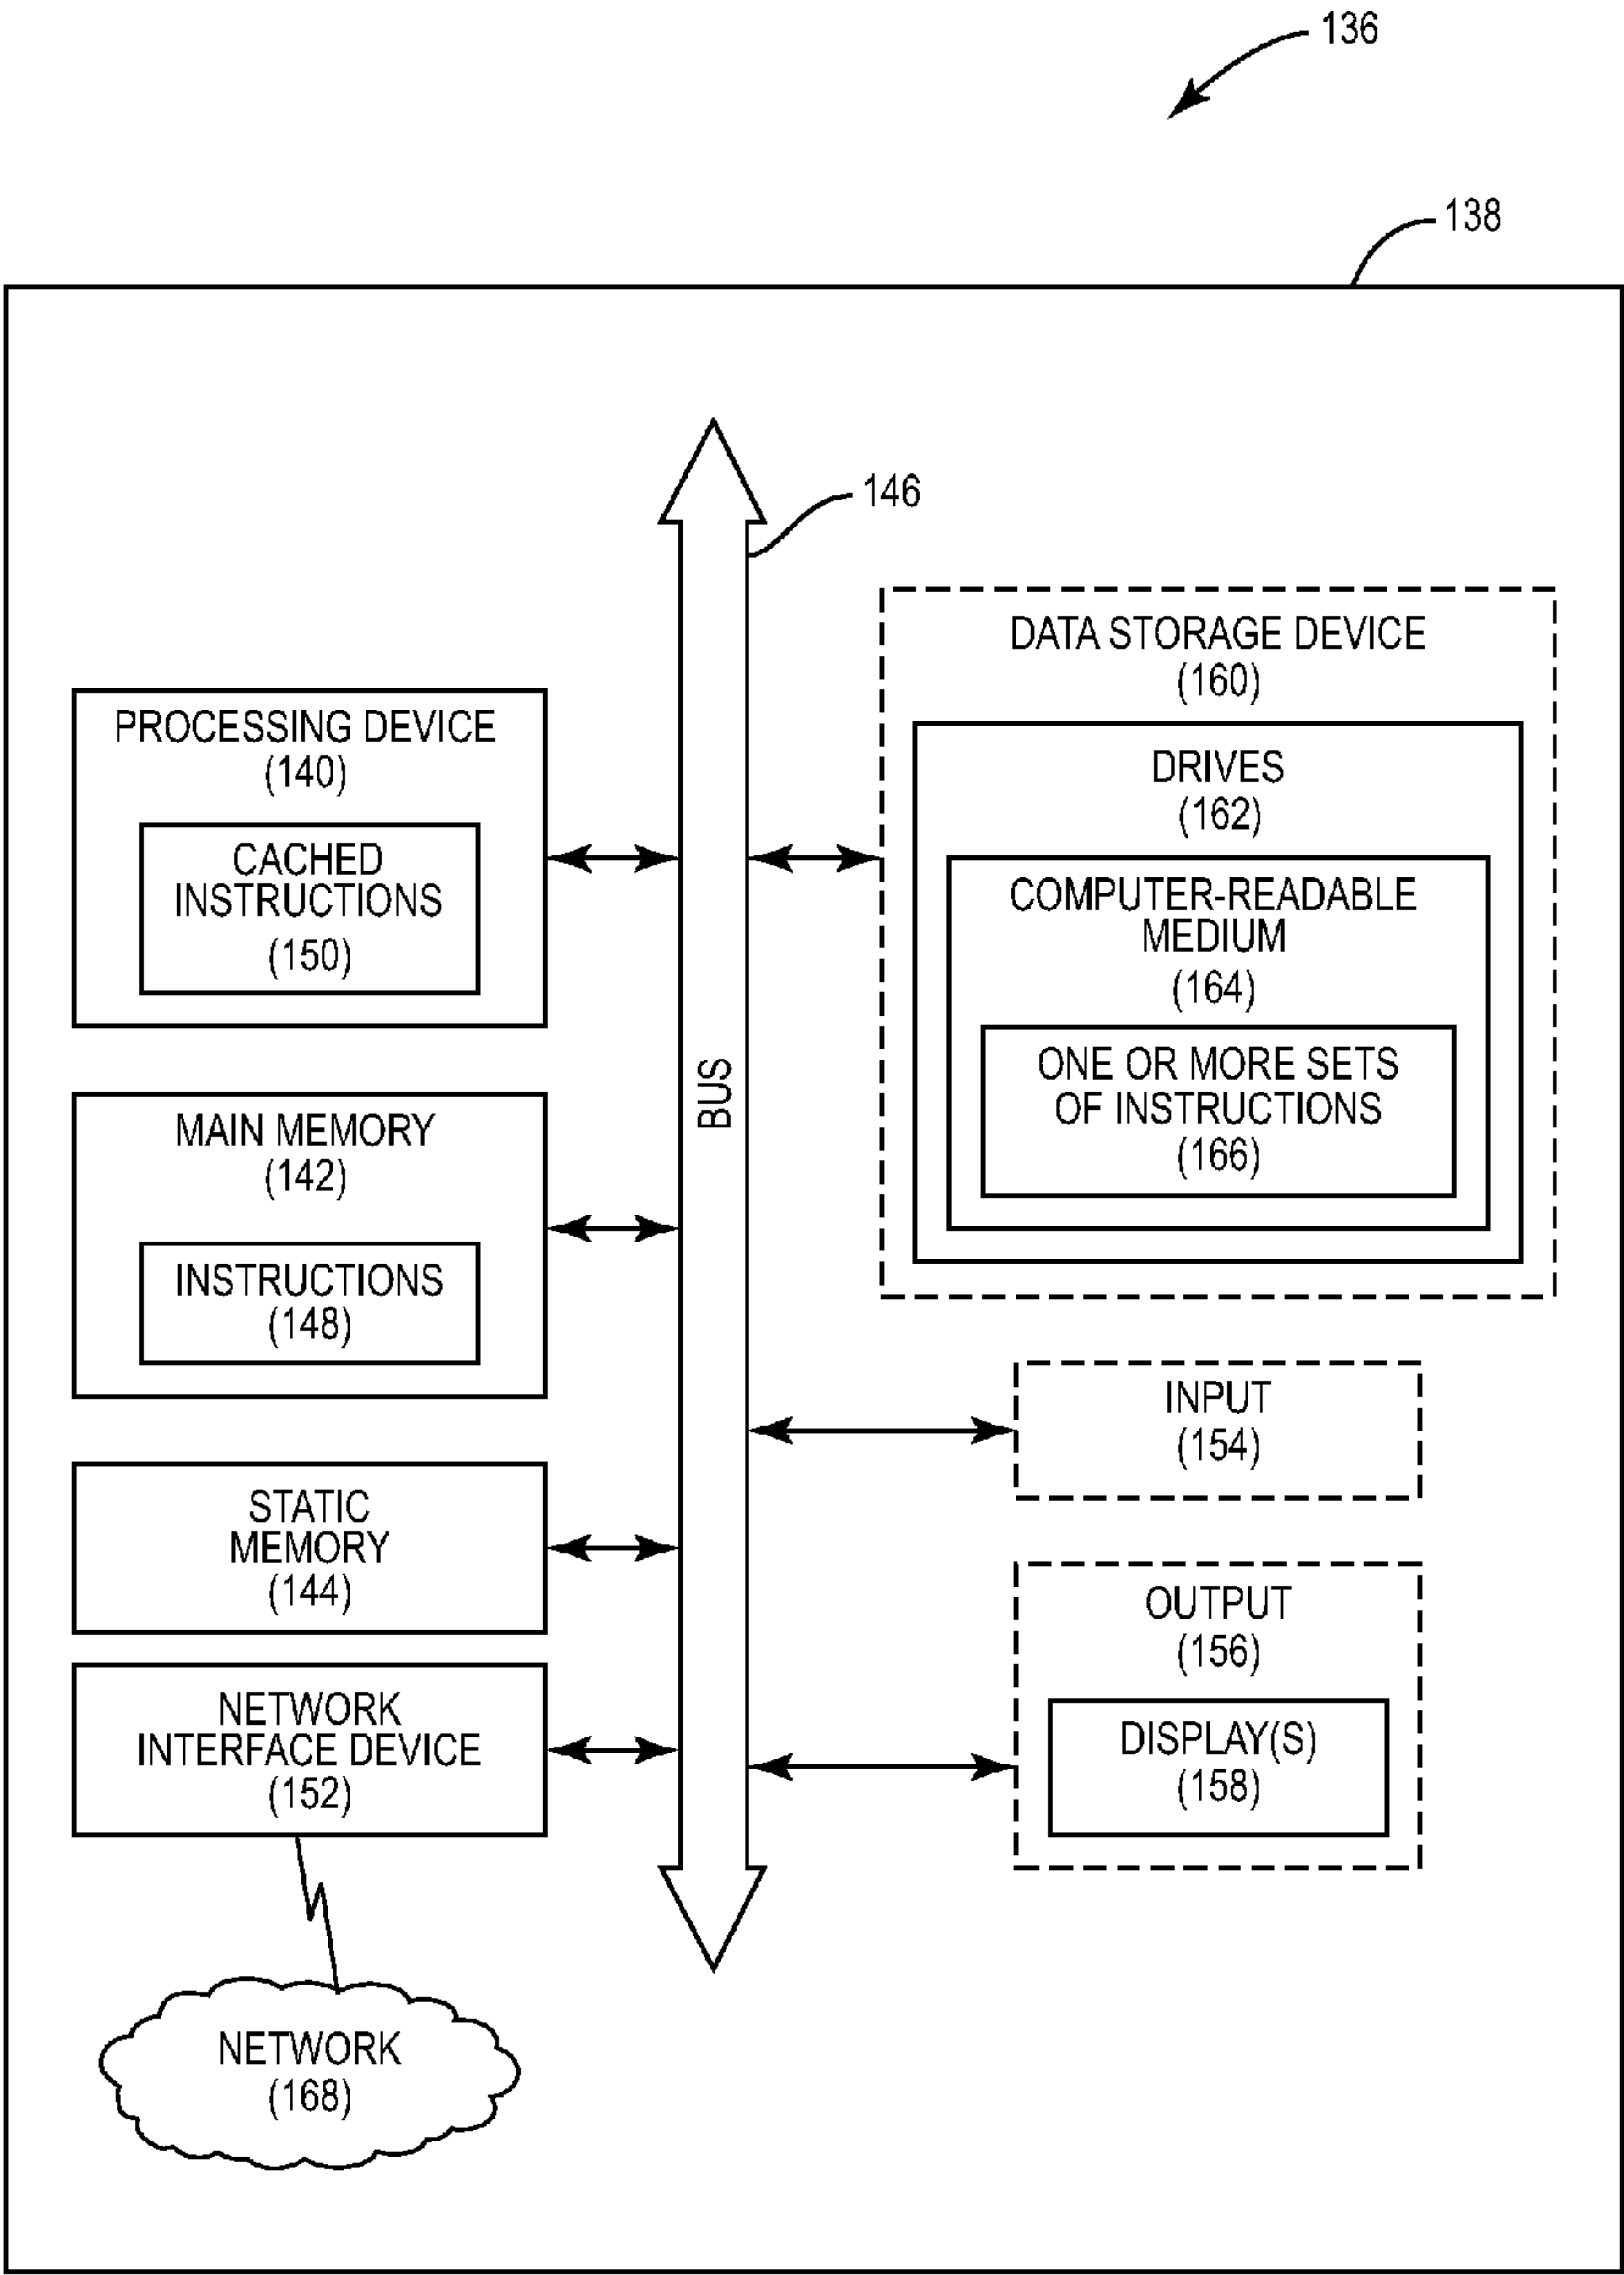 136
138
146
PROCESSING DEVICE
(140)
CACHED
INSTRUCTIONS
(150)
MAIN MEMORY
(142)
INSTRUCTIONS
(148)
STATIC
MEMORY
(144)
NETWORK
INTERFACE DEVICE
(152)
NETWORK
(168)
BUS
DATA STORAGE DEVICE
(160)
DRIVES
(162)
COMPUTER-READABLE
MEDIUM
(164)
ONE OR MORE SETS
OF INSTRUCTIONS
(166)
INPUT
(154)
OUTPUT
(156)
DISPLAY(S)
(158)